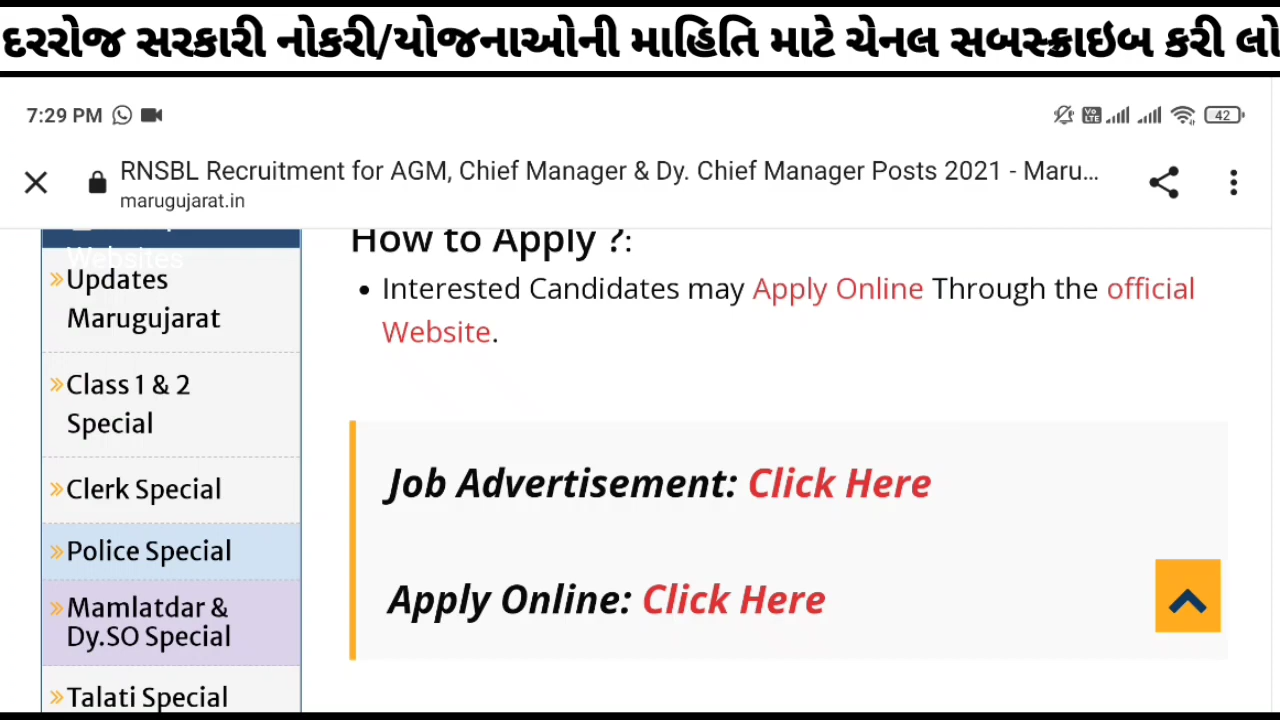 દરરોજ સરકારી નોકરી/યોજનાઓની માહિતિ માટે ચેનલ સબસ્ક્રાઇબ કરી લો
7:29 PM
Vo LTE
42
RNSBL Recruitment for AGM, Chief Manager & Dy. Chief Manager Posts 2021 - Maru...
marugujarat.in
Websites
»Updates
Marugujarat
»Class 1 & 2
Special
»Clerk Special
»Police Special
»Mamlatdar &
Dy.SO Special
»Talati Special
How to Apply ?:
• Interested Candidates may Apply Online Through the official
Website.
Job Advertisement: Click Here
Apply Online: Click Here